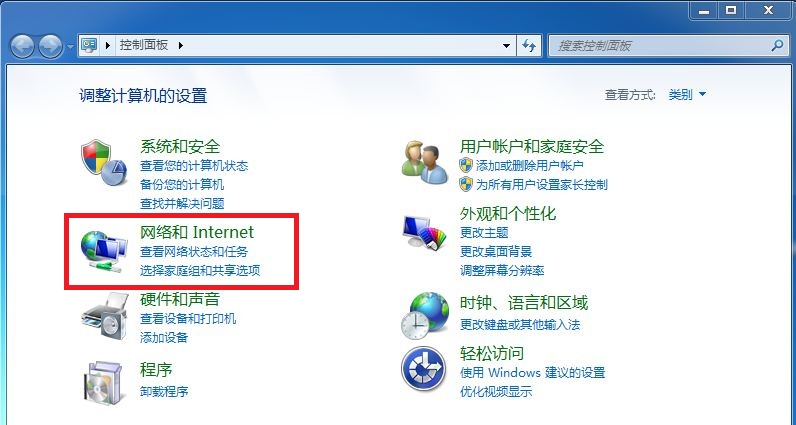 控制面板
搜索控制面板
调整计算机的设置
查看方式: 类别
系统和安全
查看您的计算机状态
备份您的计算机
查找并解决问题
网络和 Internet
查看网络状态和任务
选择家庭组和共享选项
硬件和声音
查看设备和打印机
添加设备
程序
卸载程序
用户帐户和家庭安全
添加或删除用户帐户
为所有用户设置家长控制
外观和个性化
更改主题
更改桌面背景
调整屏幕分辨率
时钟、语言和区域
更改键盘或其他输入法
轻松访问
使用 Windows 建议的设置
优化视频显示